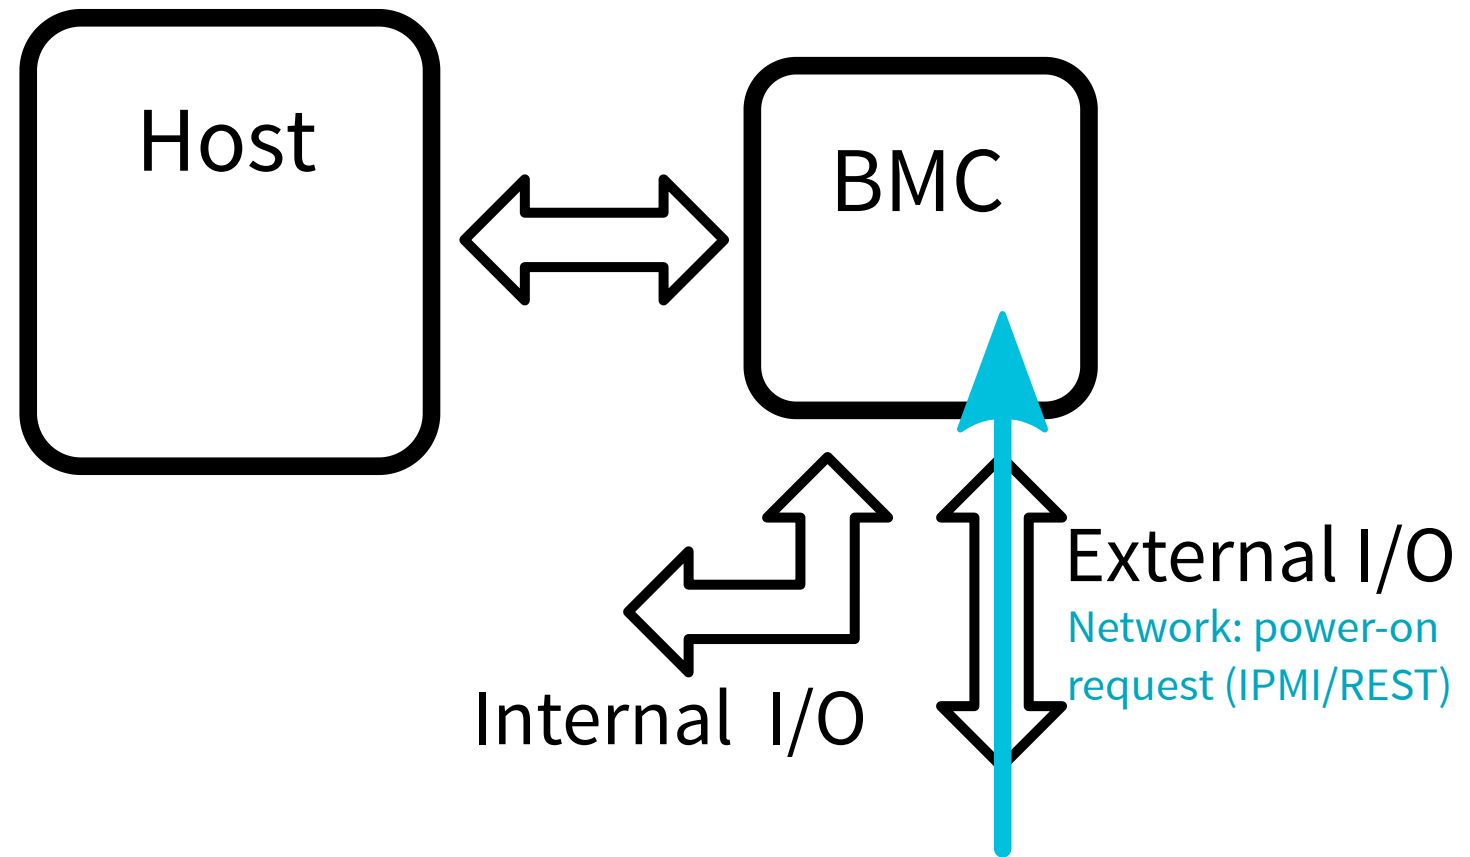 Host
BMC
External I/O
Network: power-on
request (IPMI/REST)
Internal I/O